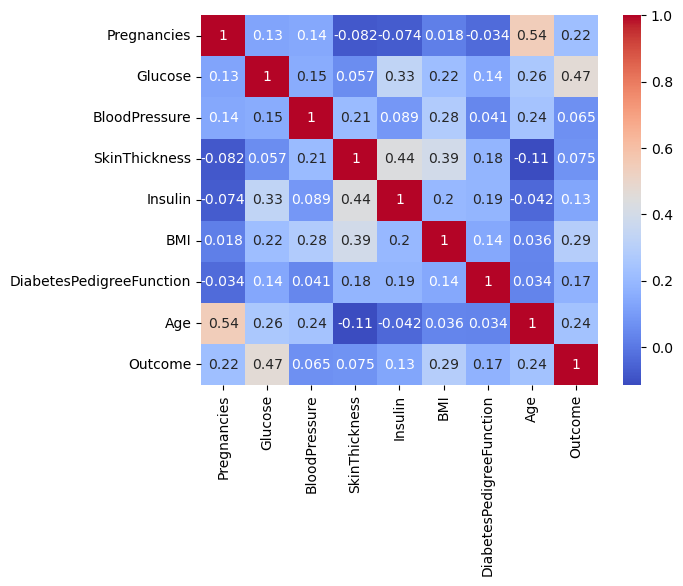 Pregnancies 1 0.13 0.14 -0.082 -0.074 0.018 -0.034 0.54 0.22
Glucose 0.13 1 0.15 0.057 0.33 0.22 0.14 0.26 0.47
BloodPressure 0.14 0.15 1 0.21 0.089 0.28 0.041 0.24 0.065
SkinThickness -0.082 0.057 0.21 1 0.44 0.39 0.18 -0.11 0.075
Insulin -0.074 0.33 0.089 0.44 1 0.2 0.19 -0.042 0.13
BMI 0.018 0.22 0.28 0.39 0.2 1 0.14 0.036 0.29
DiabetesPedigreeFunction -0.034 0.14 0.041 0.18 0.19 0.14 1 0.034 0.17
Age 0.54 0.26 0.24 -0.11 -0.042 0.036 0.034 1 0.24
Outcome 0.22 0.47 0.065 0.075 0.13 0.29 0.17 0.24 1
Pregnancies
Glucose
BloodPressure
SkinThickness
Insulin
BMI
DiabetesPedigreeFunction
Age
Outcome
1.0
0.8
0.6
0.4
0.2
0.0